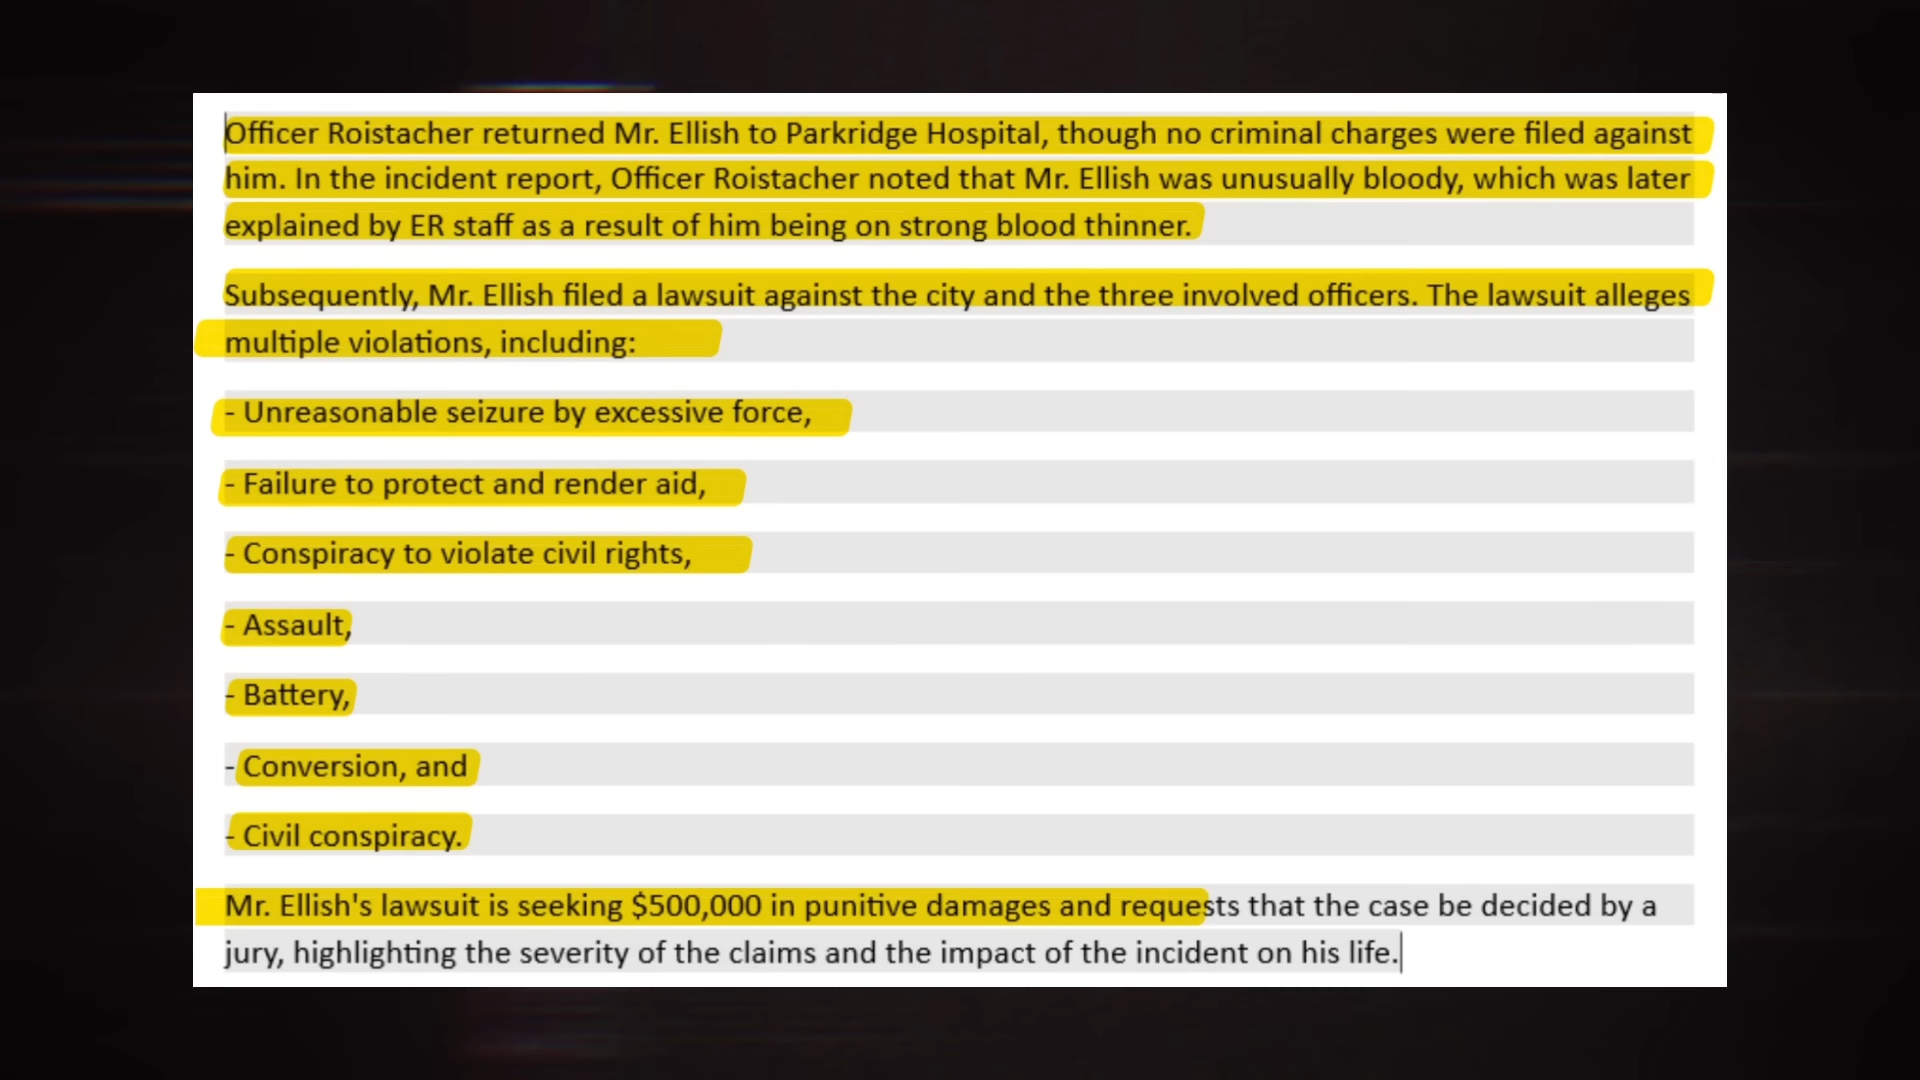 Officer Roistacher returned Mr. Ellish to Parkridge Hospital, though no criminal charges were filed against
him. In the incident report, Officer Roistacher noted that Mr. Ellish was unusually bloody, which was later
explained by ER staff as a result of him being on strong blood thinner.
Subsequently, Mr. Ellish filed a lawsuit against the city and the three involved officers. The lawsuit alleges
multiple violations, including:
- Unreasonable seizure by excessive force,
- Failure to protect and render aid,
- Conspiracy to violate civil rights,
- Assault,
- Battery,
- Conversion, and
- Civil conspiracy.
Mr. Ellish's lawsuit is seeking $500,000 in punitive damages and requests that the case be decided by a
jury, highlighting the severity of the claims and the impact of the incident on his life.